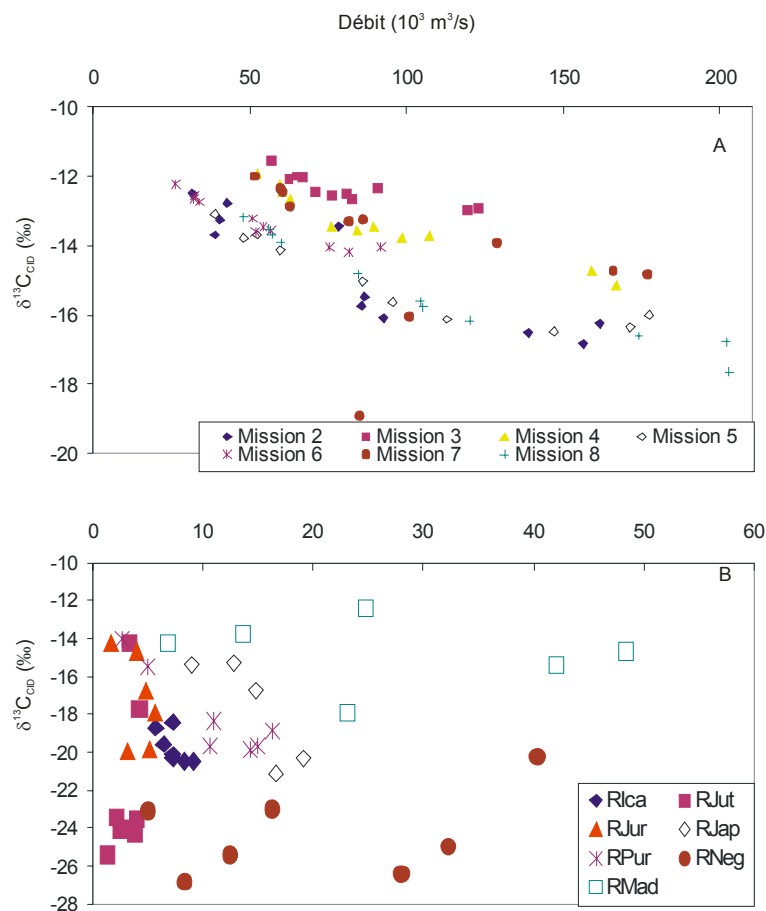 Débit (10³ m³/s)
0 50 100 150 200
A
-10
-12
-14
-16
-18
-20
δ¹³C_CID (‰)
Mission 2 Mission 3 Mission 4 Mission 5
Mission 6 Mission 7 Mission 8
0 10 20 30 40 50 60
B
-10
-12
-14
-16
-18
-20
-22
-24
-26
-28
δ¹³C_CID (‰)
RIca RJut
RJur RJap
RPur RNeg
RMad